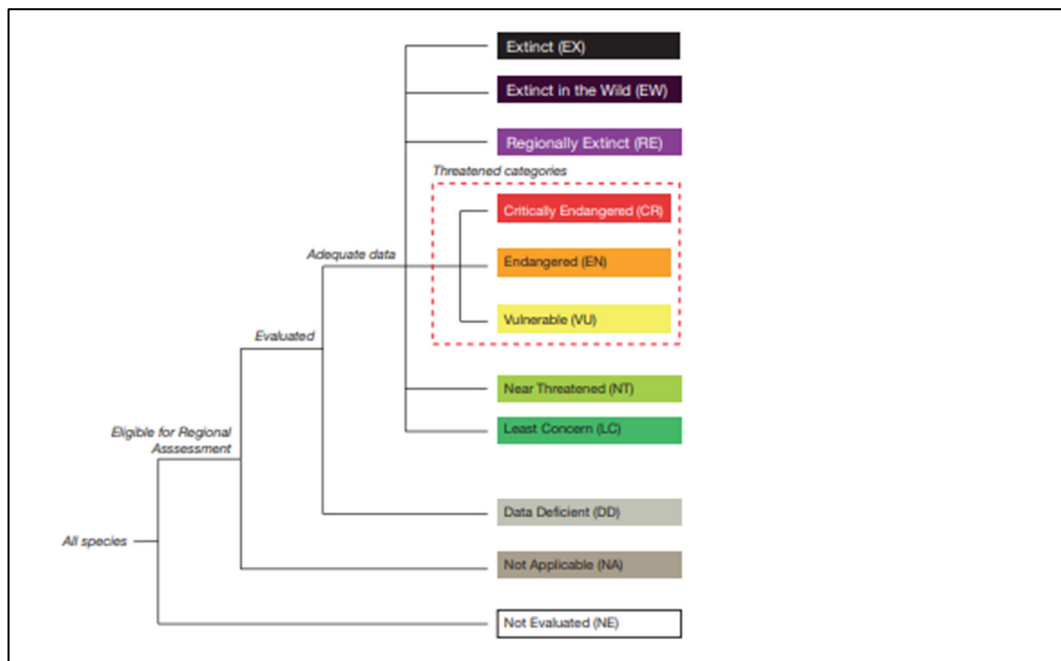 Extinct (EX)
Extinct in the Wild (EW)
Regionally Extinct (RE)
Threatened categories
Critically Endangered (CR)
Adequate data
Endangered (EN)
Vulnerable (VU)
Evaluated
Near Threatened (NT)
Eligible for Regional
Asssessment
Least Concern (LC)
Data Deficient (DD)
All species
Not Applicable (NA)
Not Evaluated (NE)